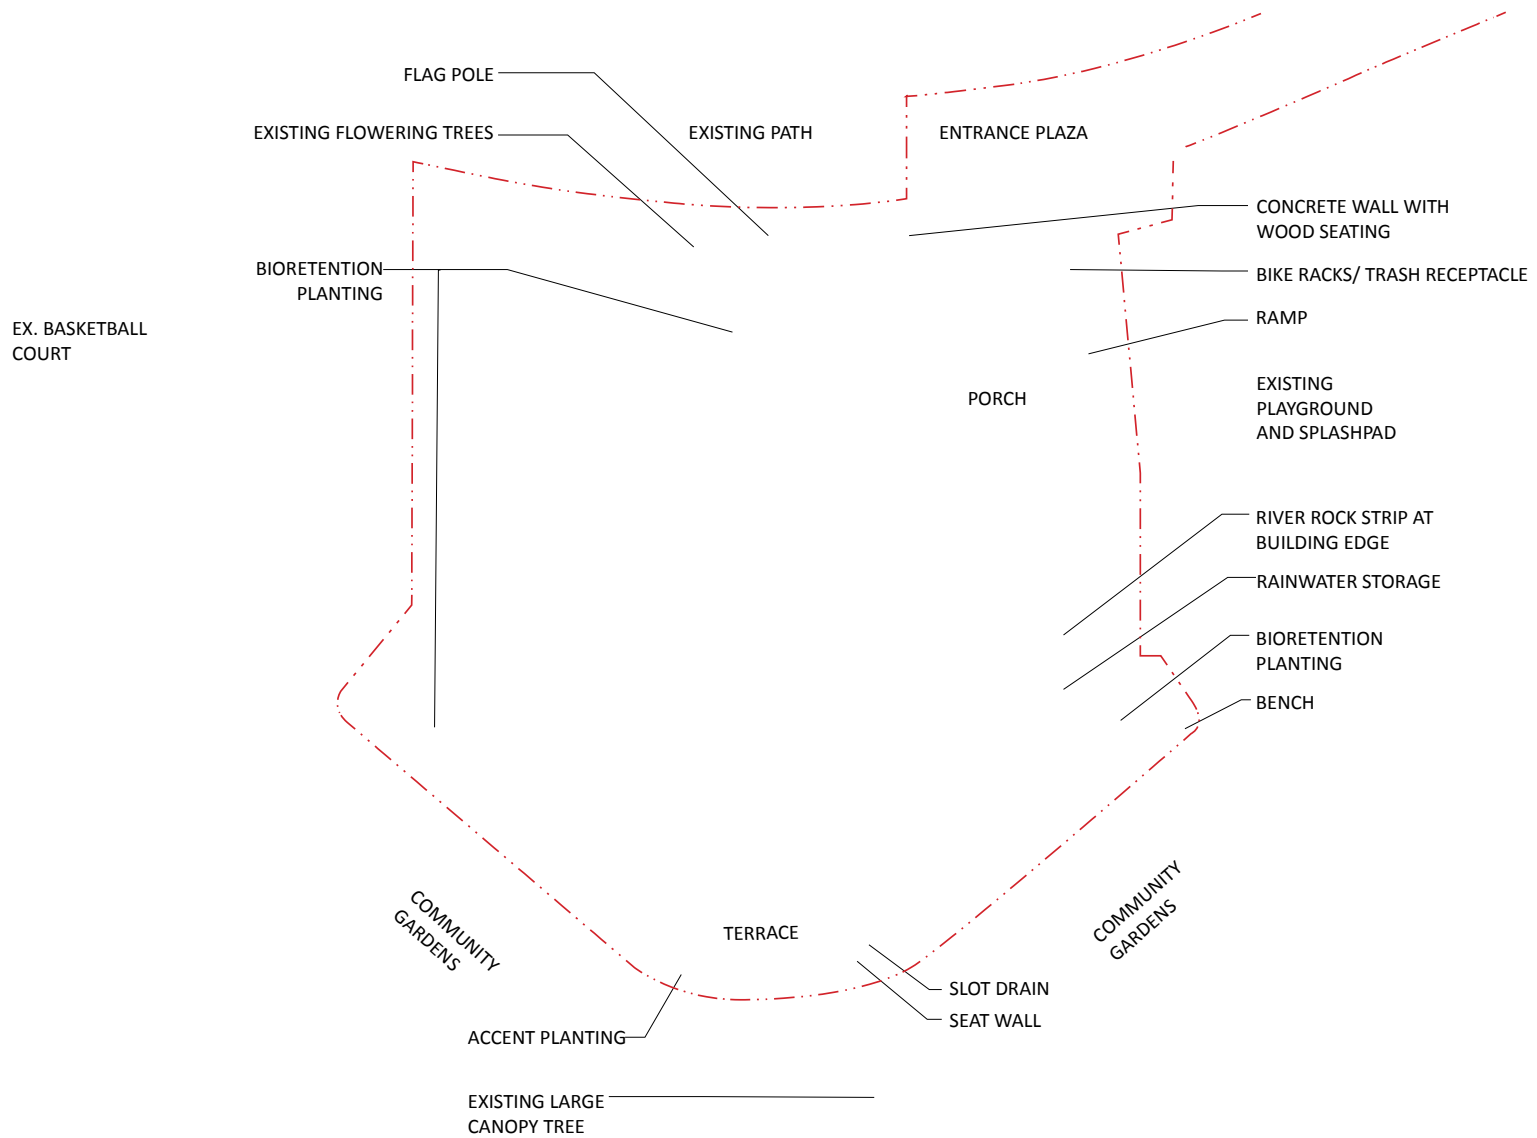 FLAG POLE
EXISTING FLOWERING TREES
EXISTING PATH
ENTRANCE PLAZA
CONCRETE WALL WITH
WOOD SEATING
BIORETENTION
PLANTING
BIKE RACKS/ TRASH RECEPTACLE
EX. BASKETBALL
COURT
RAMP
PORCH
EXISTING
PLAYGROUND
AND SPLASHPAD
RIVER ROCK STRIP AT
BUILDING EDGE
RAINWATER STORAGE
BIORETENTION
PLANTING
BENCH
COMMUNITY
GARDENS
TERRACE
COMMUNITY
GARDENS
SLOT DRAIN
SEAT WALL
ACCENT PLANTING
EXISTING LARGE
CANOPY TREE